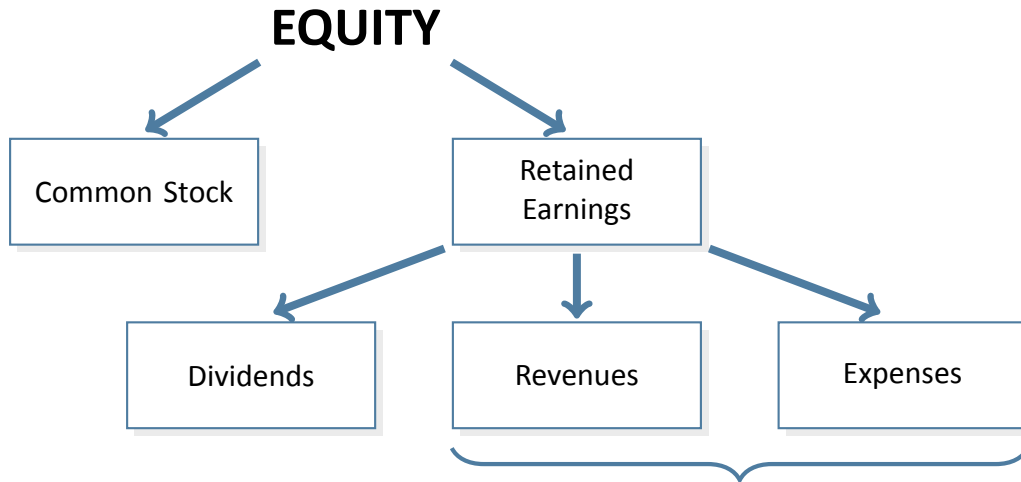 EQUITY
Common Stock
Retained
Earnings
Dividends
Revenues
Expenses